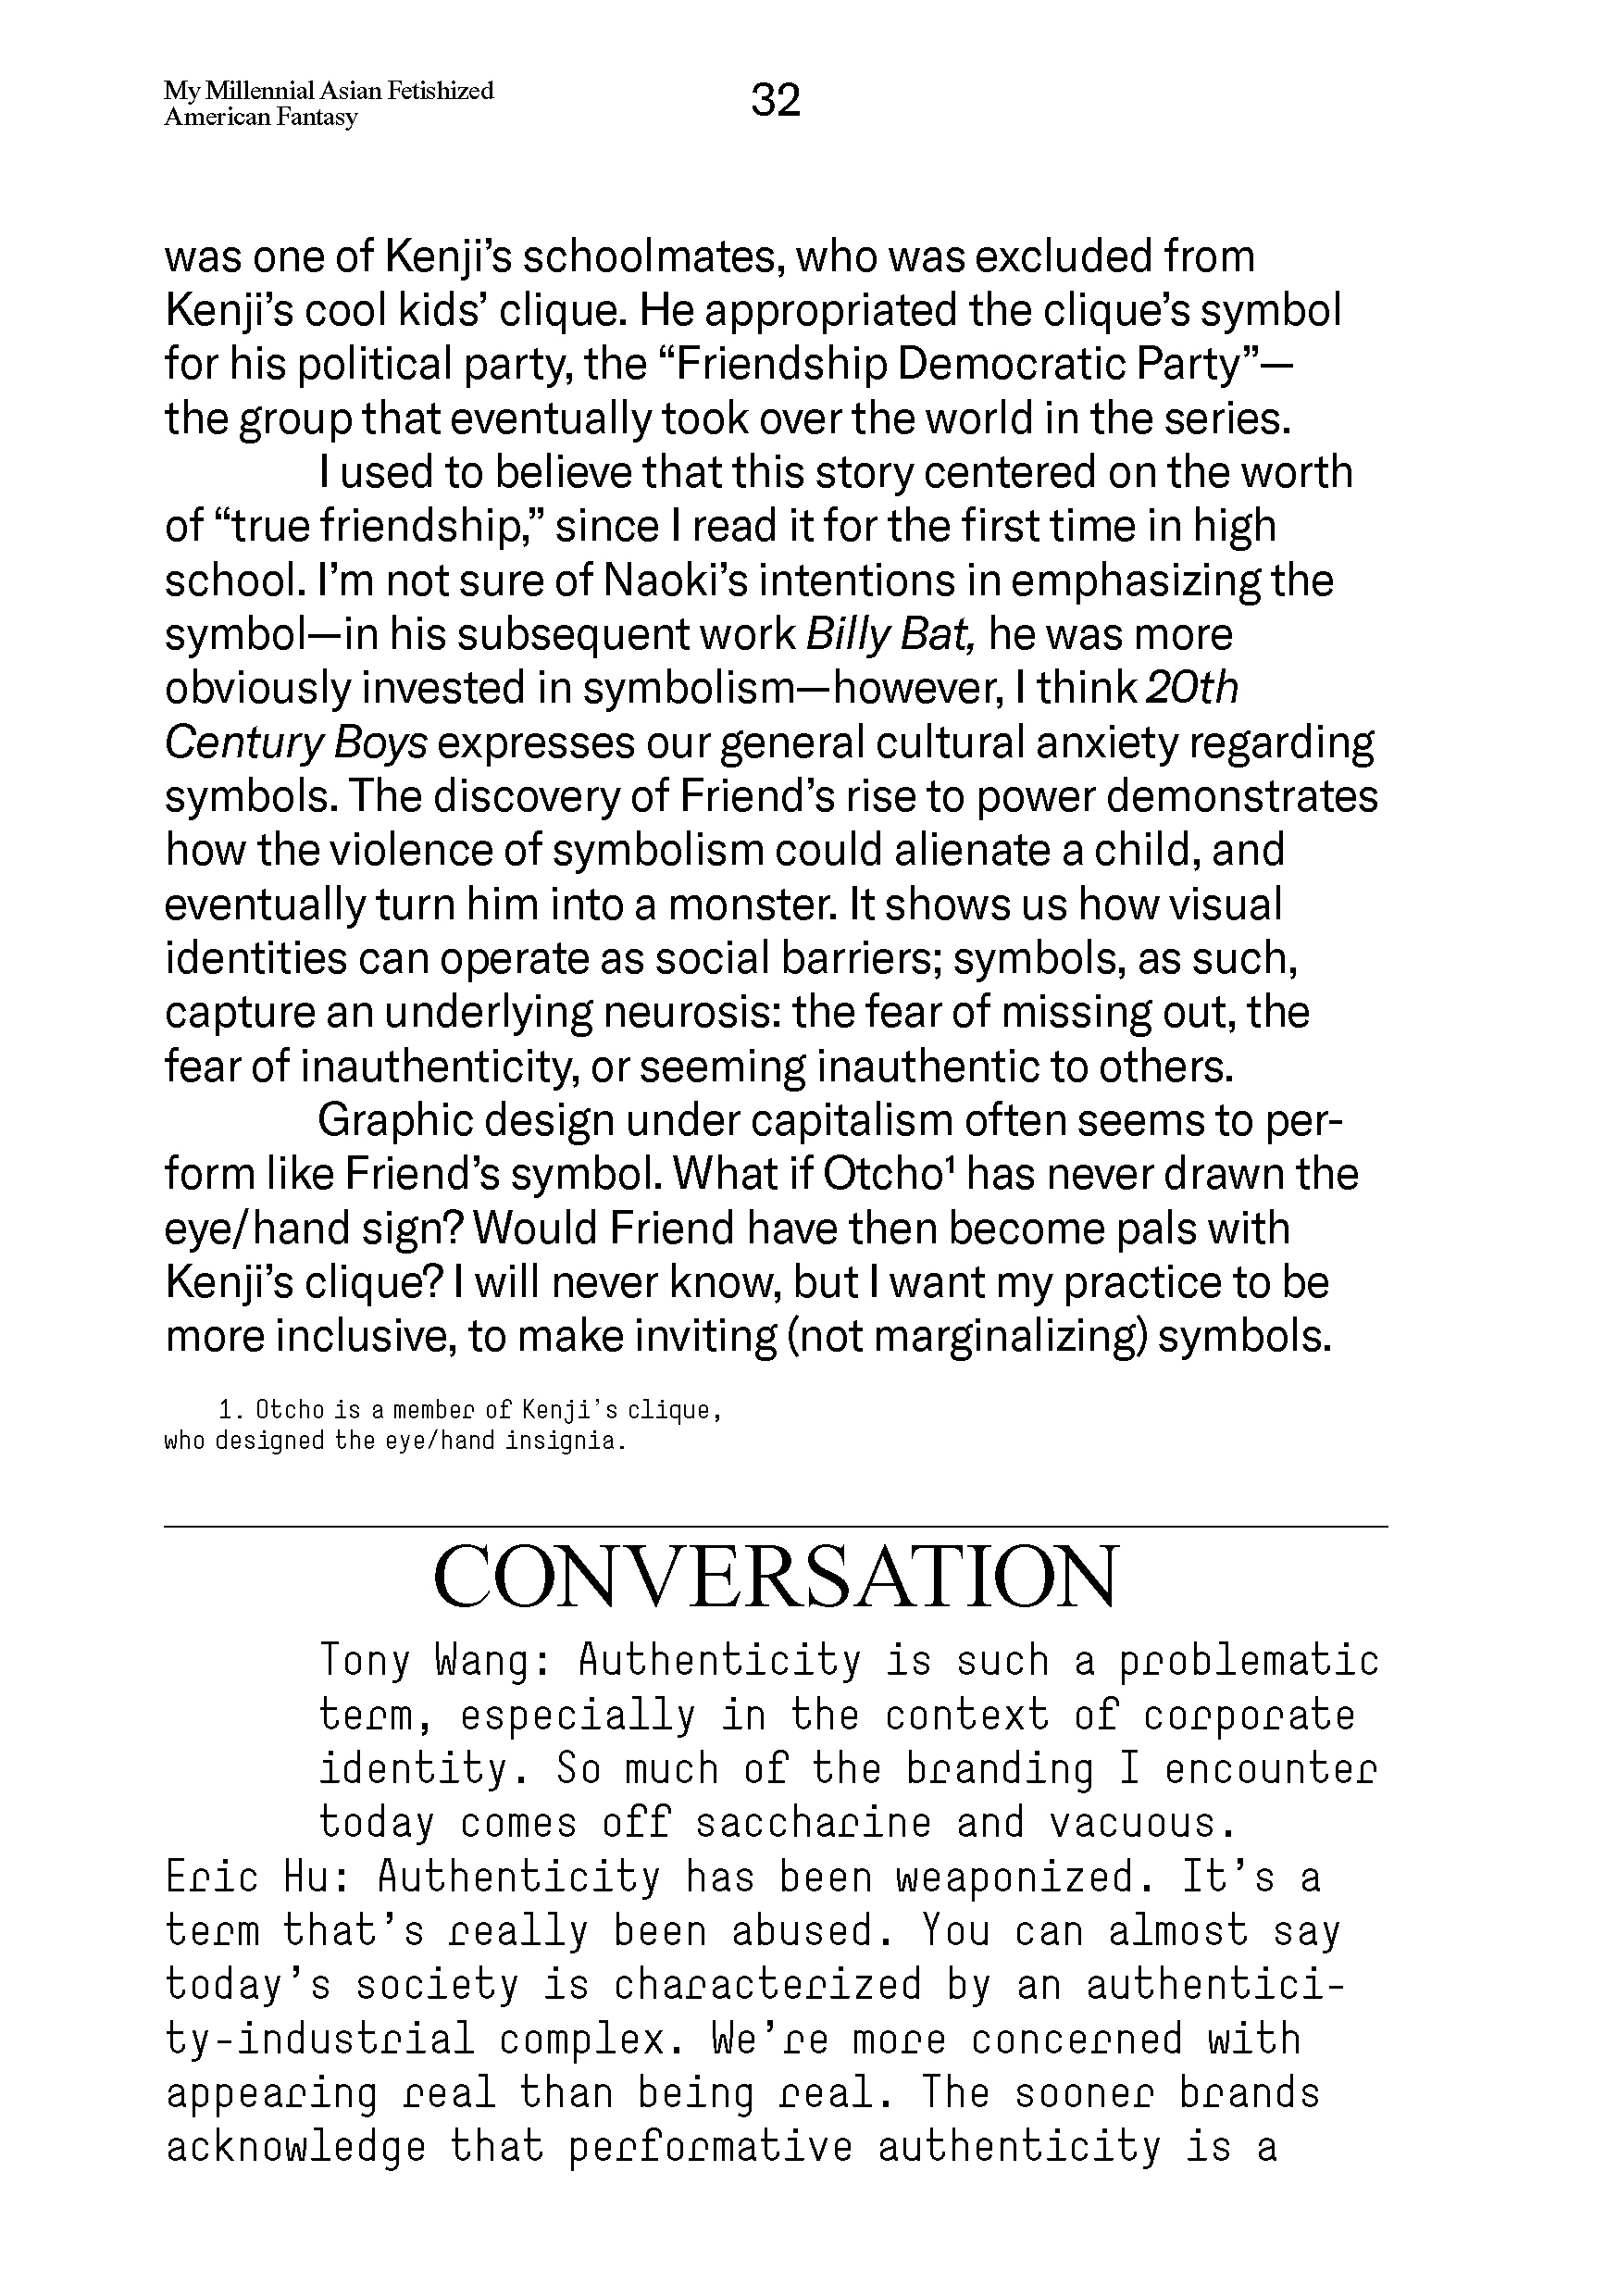 My Millennial Asian Fetishized
American Fantasy
32
was one of Kenji’s schoolmates, who was excluded from
Kenji’s cool kids’ clique. He appropriated the clique’s symbol
for his political party, the “Friendship Democratic Party”—
the group that eventually took over the world in the series.
I used to believe that this story centered on the worth
of “true friendship,” since I read it for the first time in high
school. I’m not sure of Naoki’s intentions in emphasizing the
symbol—in his subsequent work Billy Bat, he was more
obviously invested in symbolism—however, I think 20th
Century Boys expresses our general cultural anxiety regarding
symbols. The discovery of Friend’s rise to power demonstrates
how the violence of symbolism could alienate a child, and
eventually turn him into a monster. It shows us how visual
identities can operate as social barriers; symbols, as such,
capture an underlying neurosis: the fear of missing out, the
fear of inauthenticity, or seeming inauthentic to others.
Graphic design under capitalism often seems to per-
form like Friend’s symbol. What if Otcho¹ has never drawn the
eye/hand sign? Would Friend have then become pals with
Kenji’s clique? I will never know, but I want my practice to be
more inclusive, to make inviting (not marginalizing) symbols.
1. Otcho is a member of Kenji’s clique,
who designed the eye/hand insignia.
CONVERSATION
Tony Wang: Authenticity is such a problematic
term, especially in the context of corporate
identity. So much of the branding I encounter
today comes off saccharine and vacuous.
Eric Hu: Authenticity has been weaponized. It’s a
term that’s really been abused. You can almost say
today’s society is characterized by an authentici-
ty-industrial complex. We’re more concerned with
appearing real than being real. The sooner brands
acknowledge that performative authenticity is a